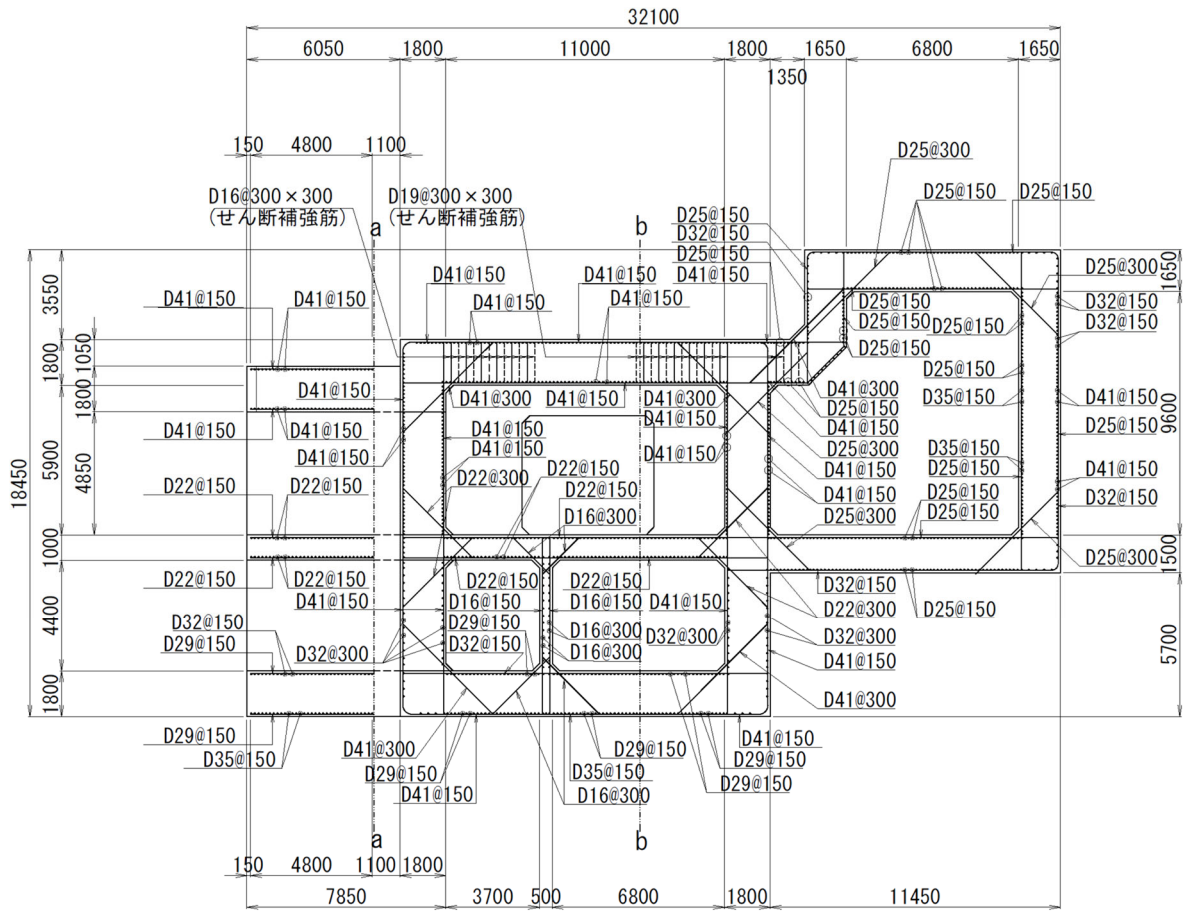 32100
6050 1800 11000 1800 1650 6800 1650
1350
150 4800 1100
D25@300
D16@300×300 D19@300×300 D25@150 D25@150
(せん断補強筋) (せん断補強筋)
a b
D25@150
D32@150
D25@150
D41@150
D41@150 D41@150
D41@150 D41@150
D41@150 D41@150
D25@300
D32@150
D32@150
D25@150
D25@150
D25@150
D25@150
D25@150
D35@150
D41@150
D25@150
D41@150
D41@300 D41@150 D41@300
D41@150
D41@150
D41@300
D25@150
D41@150
D25@300
D41@150
D41@150
D25@300
D41@150 D41@150
D41@150
D41@150
D41@150
D22@300 D22@150
D22@150
D16@300
D35@150
D25@150
D25@150
D25@150
D41@150
D32@150
D25@300
D22@150 D22@150
D22@150 D22@150
D41@150
D22@150 D22@150
D16@150 D16@150 D41@150
D29@150
D32@150
D16@300
D16@300
D32@300
D32@150
D25@150
D22@300
D32@300
D41@150
D41@300
D32@150
D29@150
D32@300
D29@150
D35@150
D41@300
D29@150
D41@150
D35@150
D16@300
D29@150
D41@150
D29@150
D29@150
18450
3550
1800
5900
1000
4400
1800
1050
1800
4850
1650
9600
1500
5700
a b
150 4800 1100 1800
7850 3700 500 6800 1800 11450